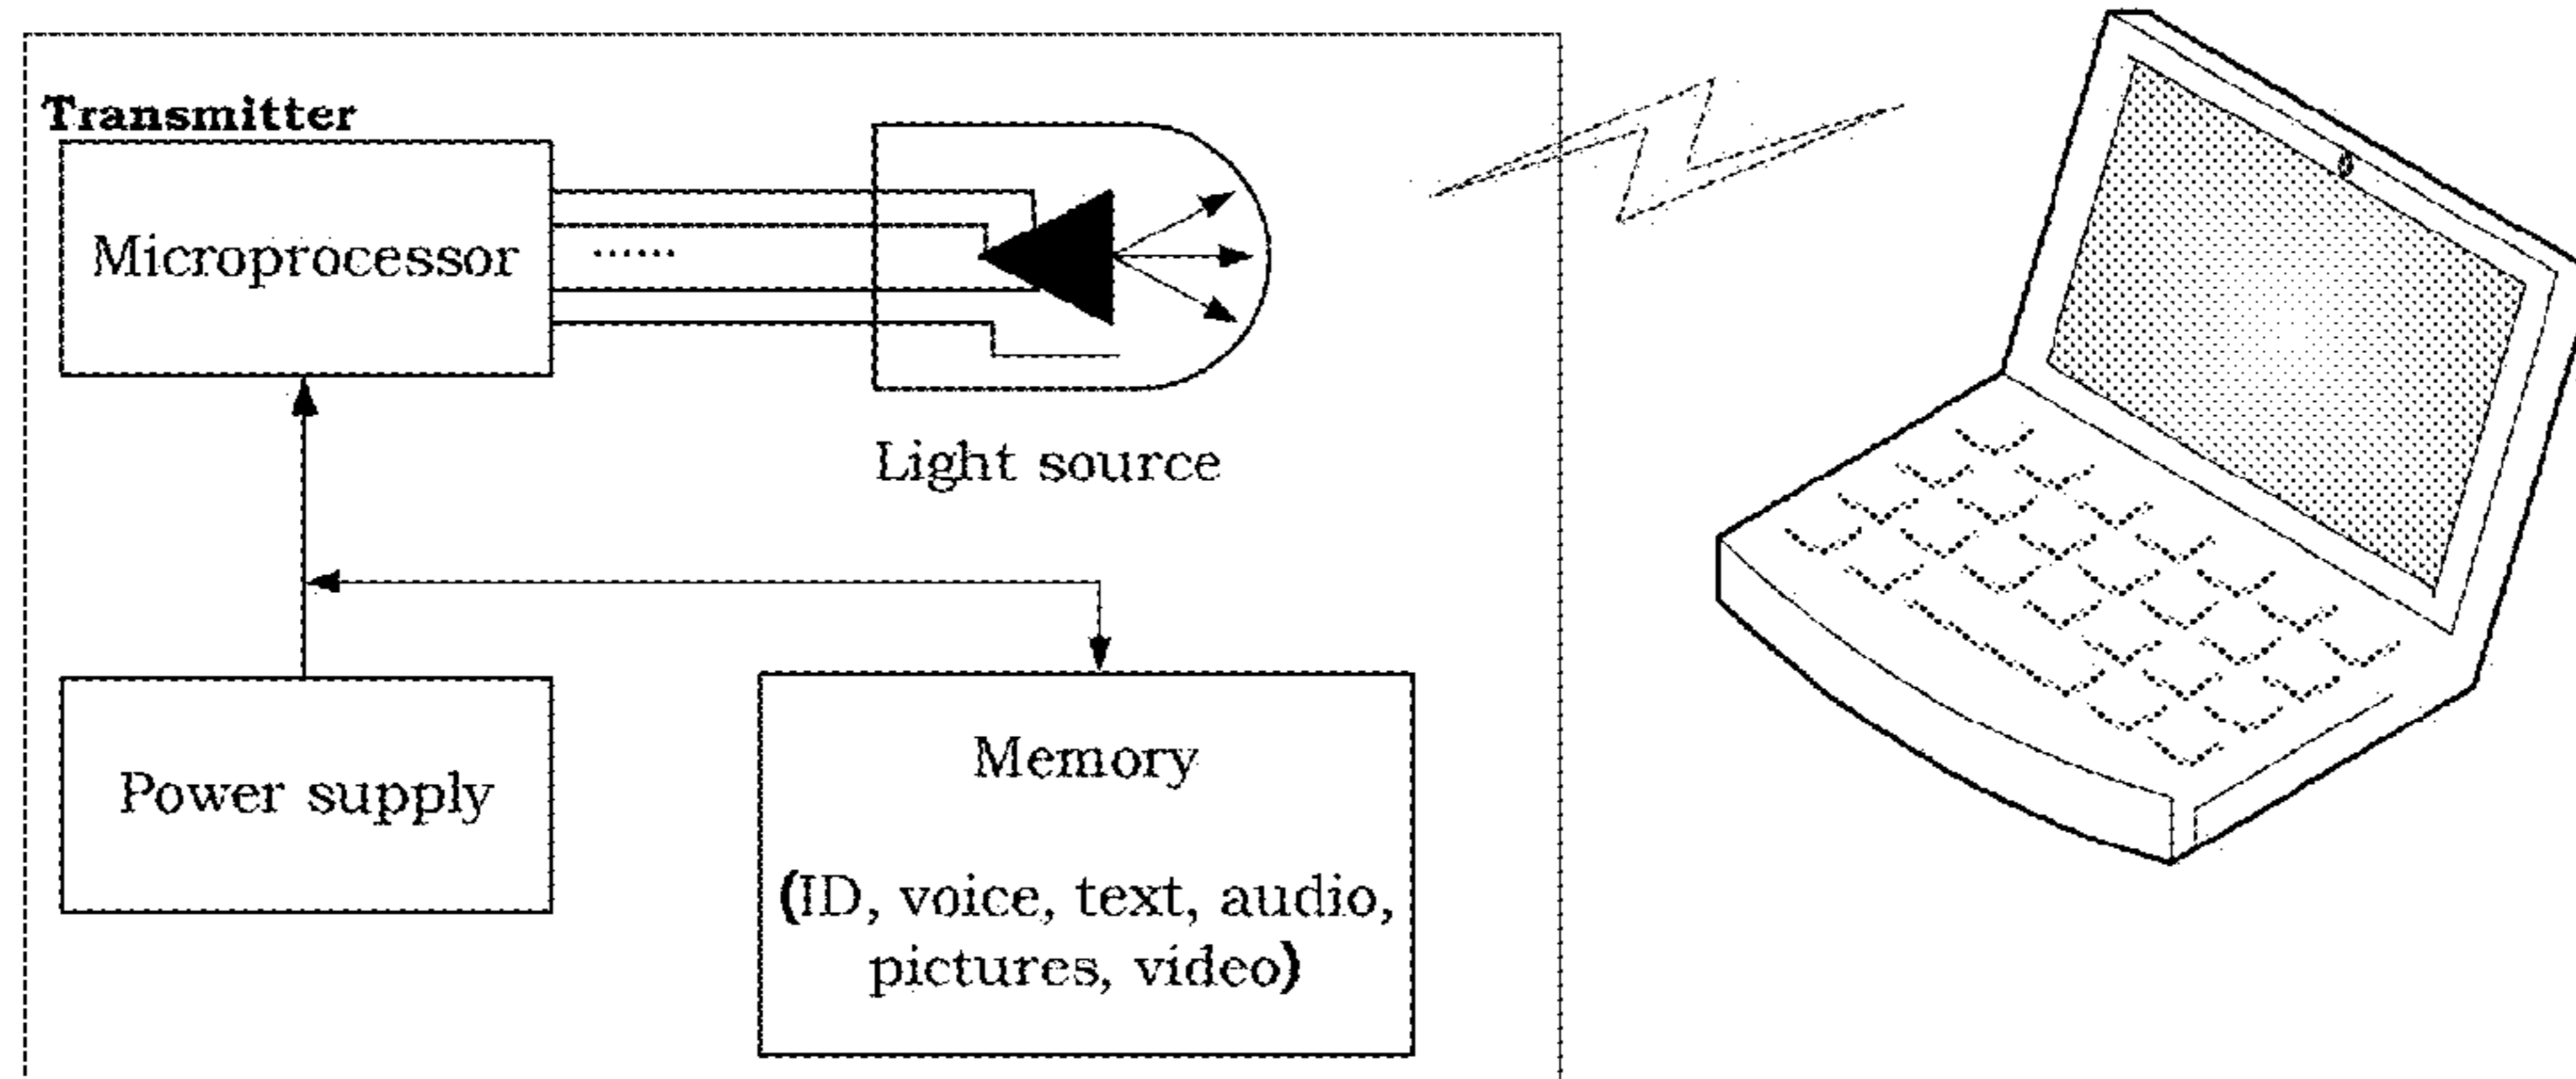 Transmitter
Microprocessor
......
Light source
Power supply
Memory
(ID, voice, text, audio,
pictures, video)